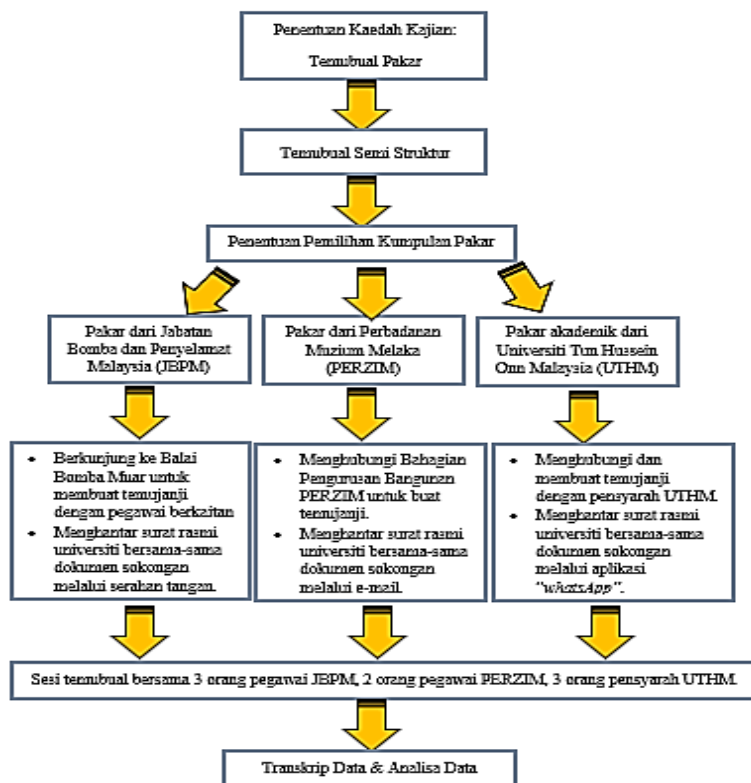 Penentuan Kaedah Kajian:
Temubual Pakar
Temubual Semi Struktur
Penentuan Pemilihan Kumpulan Pakar
Pakar dari Jabatan
Bomba dan Penyelamat
Malaysia (JBPM)
Pakar dari Perbadanan
Muzium Melaka
(PERZIM)
Pakar akademik dari
Universiti Tun Hussein
Onn Malaysia (UTHM)
• Berkunjung ke Balai
Bomba Muar untuk
membuat temujanji
dengan pegawai berkaitan
• Menghantar surat rasmi
universiti bersama-sama
dokumen sokongan
melalui serahan tangan.
• Menghubungi Bahagian
Pengurusan Bangunan
PERZIM untuk buat
temujanji.
• Menghantar surat rasmi
universiti bersama-sama
dokumen sokongan
melalui e-mail.
• Menghubungi dan
membuat temujanji
dengan pensyarah UTHM.
• Menghantar surat rasmi
universiti bersama-sama
dokumen sokongan
melalui aplikasi
"whatsApp".
Sesi temubual bersama 3 orang pegawai JBPM, 2 orang pegawai PERZIM, 3 orang pensyarah UTHM.
Transkrip Data & Analisa Data